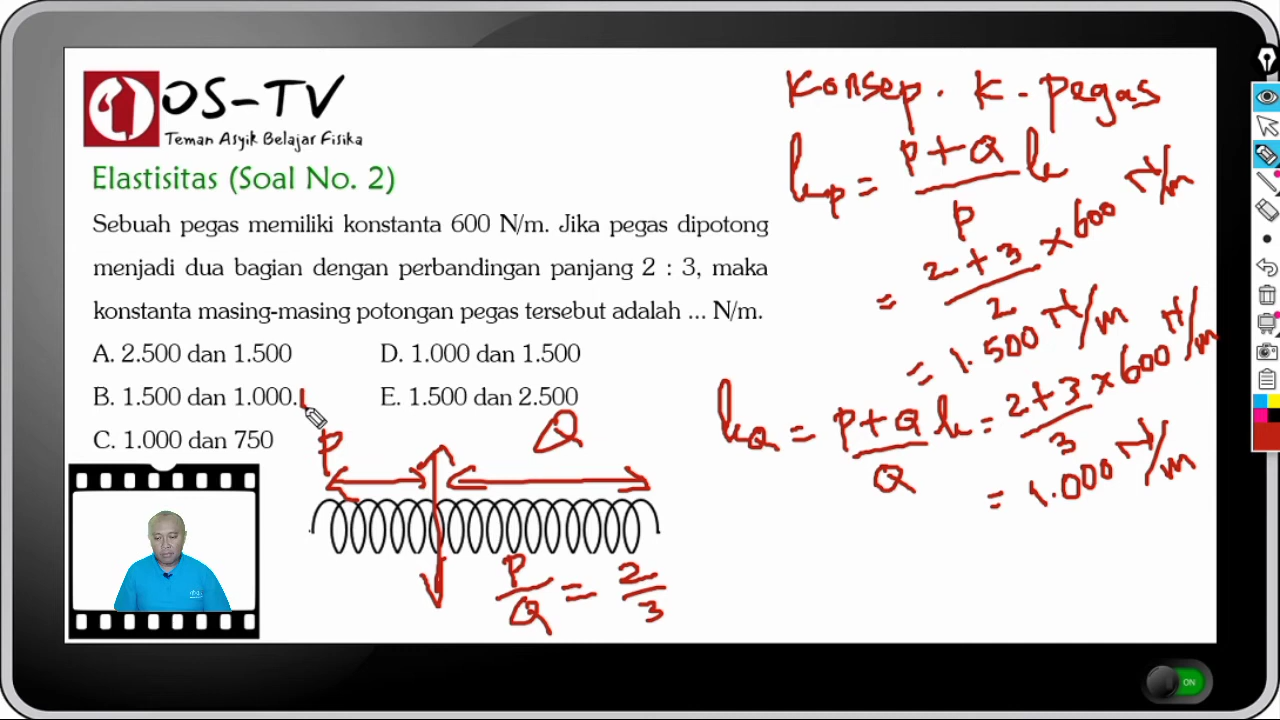 OS-TV
Teman Asyik Belajar Fisika
Elastisitas (Soal No. 2)
Sebuah pegas memiliki konstanta 600 N/m. Jika pegas dipotong
menjadi dua bagian dengan perbandingan panjang 2 : 3, maka
konstanta masing-masing potongan pegas tersebut adalah ... N/m.
A. 2.500 dan 1.500
B. 1.500 dan 1.000.
C. 1.000 dan 750
D. 1.000 dan 1.500
E. 1.500 dan 2.500
P
Q
P/Q = 2/3
Konsep. K - pegas
kp = P+Q/P k
= 2+3/2 x 600 N/m
= 1.500 N/m
kQ = P+Q/Q k = 2+3/3 x 600 N/m
= 1.000 N/m
ON